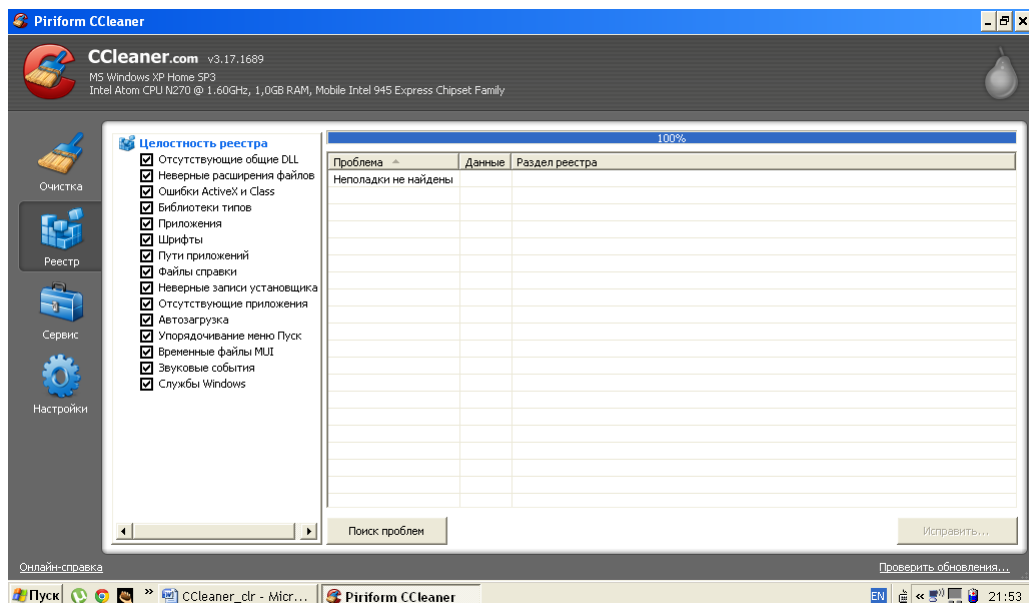 Piriform CCleaner
CCleaner.com v3.17.1689
MS Windows XP Home SP3
Intel Atom CPU N270 @ 1.60GHz, 1,0GB RAM, Mobile Intel 945 Express Chipset Family
Очистка
Реестр
Сервис
Настройки
Целостность реестра
Отсутствующие общие DLL
Неверные расширения файлов
Ошибки ActiveX и Class
Библиотеки типов
Приложения
Шрифты
Пути приложений
Файлы справки
Неверные записи установщика
Отсутствующие приложения
Автозагрузка
Упорядочивание меню Пуск
Временные файлы MUI
Звуковые события
Службы Windows
100%
Проблема Данные Раздел реестра
Неполадки не найдены
Поиск проблем Исправить...
Онлайн-справка Проверить обновления...
Пуск » CCleaner_clr - Micr... Piriform CCleaner EN « 21:53